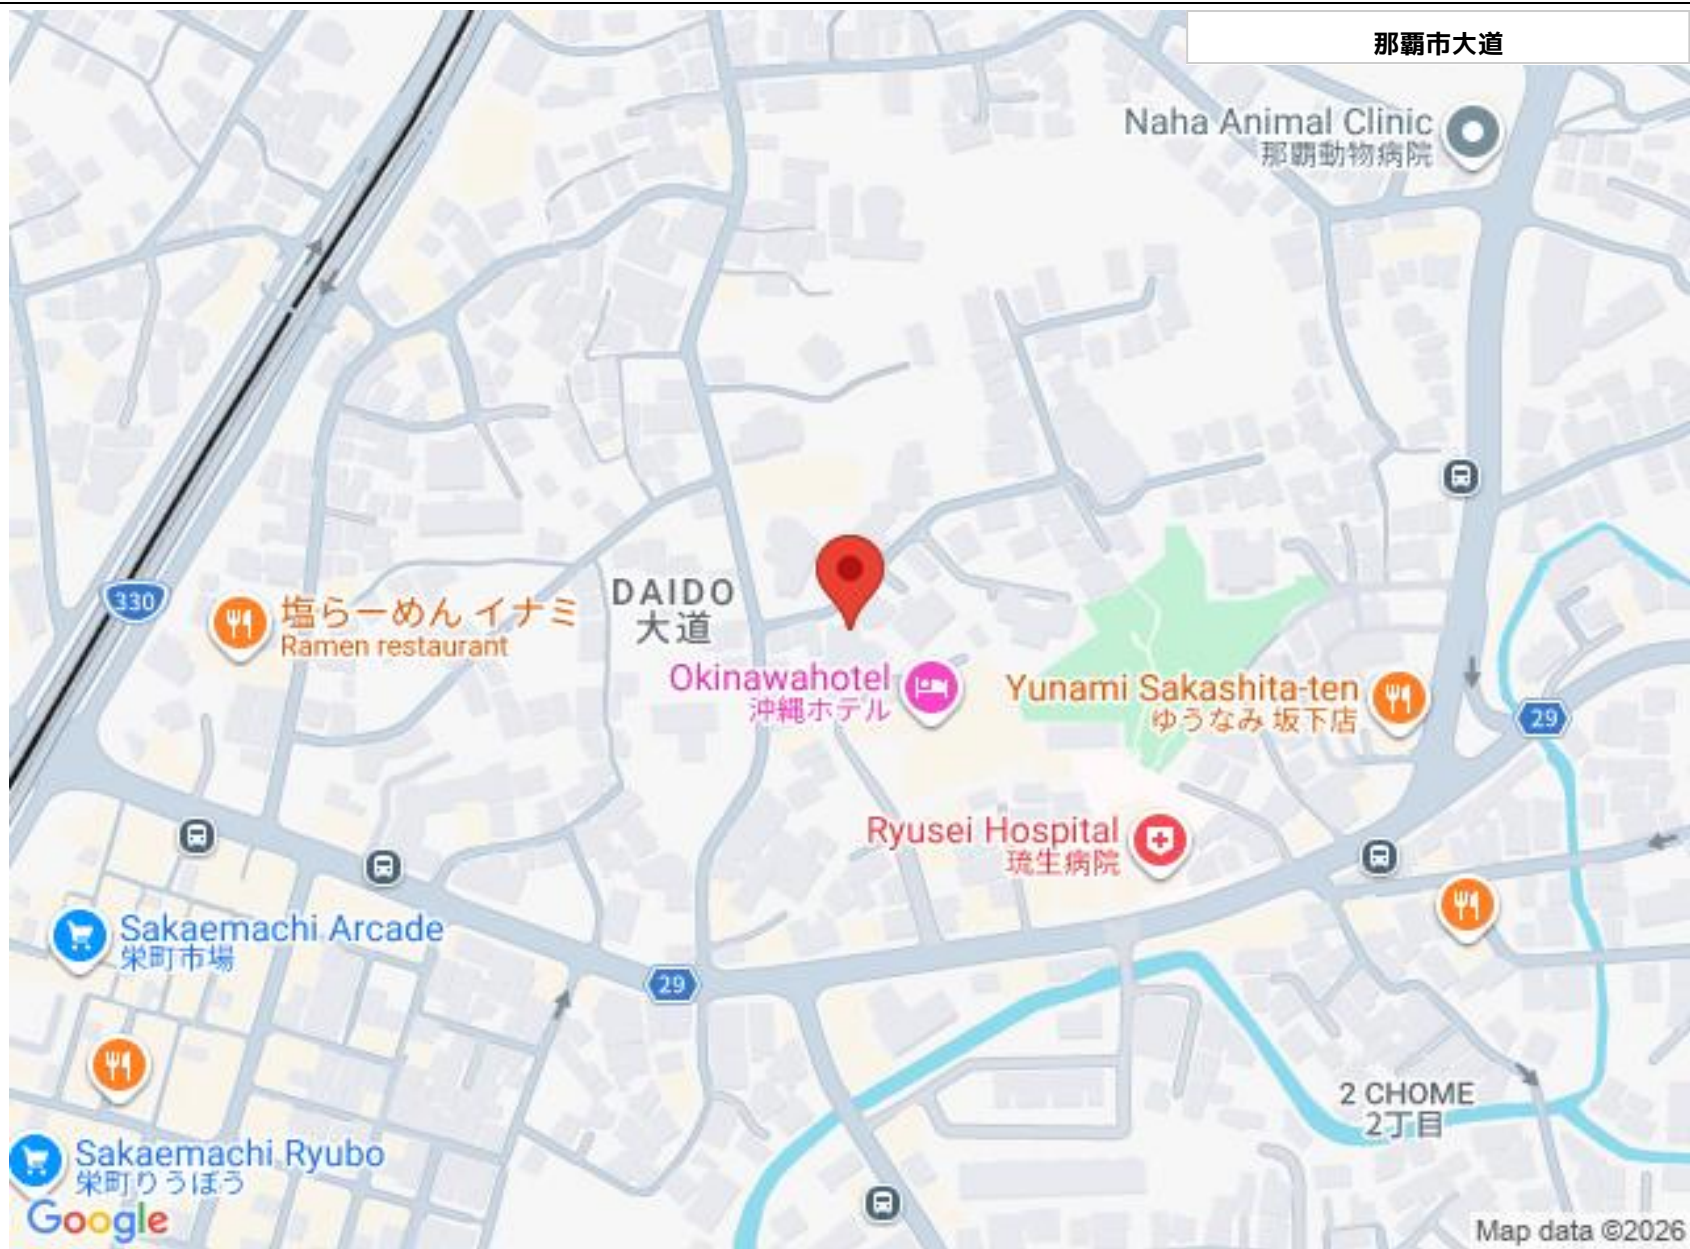 那覇市大道
Naha Animal Clinic
那覇動物病院
330
塩らーめん イナミ
Ramen restaurant
DAIDO
大道
Okinawahotel
沖縄ホテル
Yunami Sakashita-ten
ゆうなみ 坂下店
29
Ryusei Hospital
琉生病院
Sakaemachi Arcade
栄町市場
29
2 CHOME
2丁目
Sakaemachi Ryubo
栄町りうぼう
Google
Map data ©2026